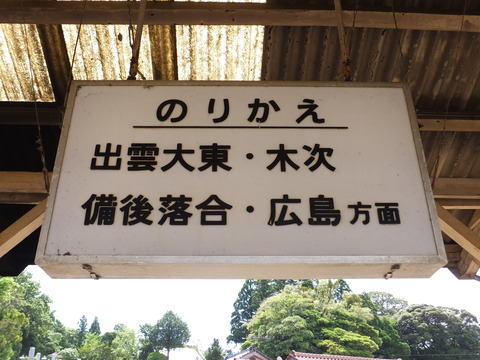 のりかえ
出雲大東・木次
備後落合・広島方面